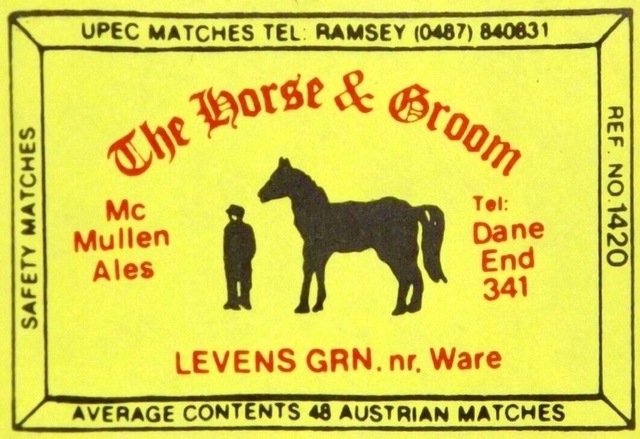 UPEC MATCHES TEL: RAMSEY (0487) 840831
The Horse & Groom
Mc
Mullen
Ales
Tel:
Dane
End
341
LEVENS GRN. nr. Ware
SAFETY MATCHES
REF. NO. 1420
AVERAGE CONTENTS 48 AUSTRIAN MATCHES